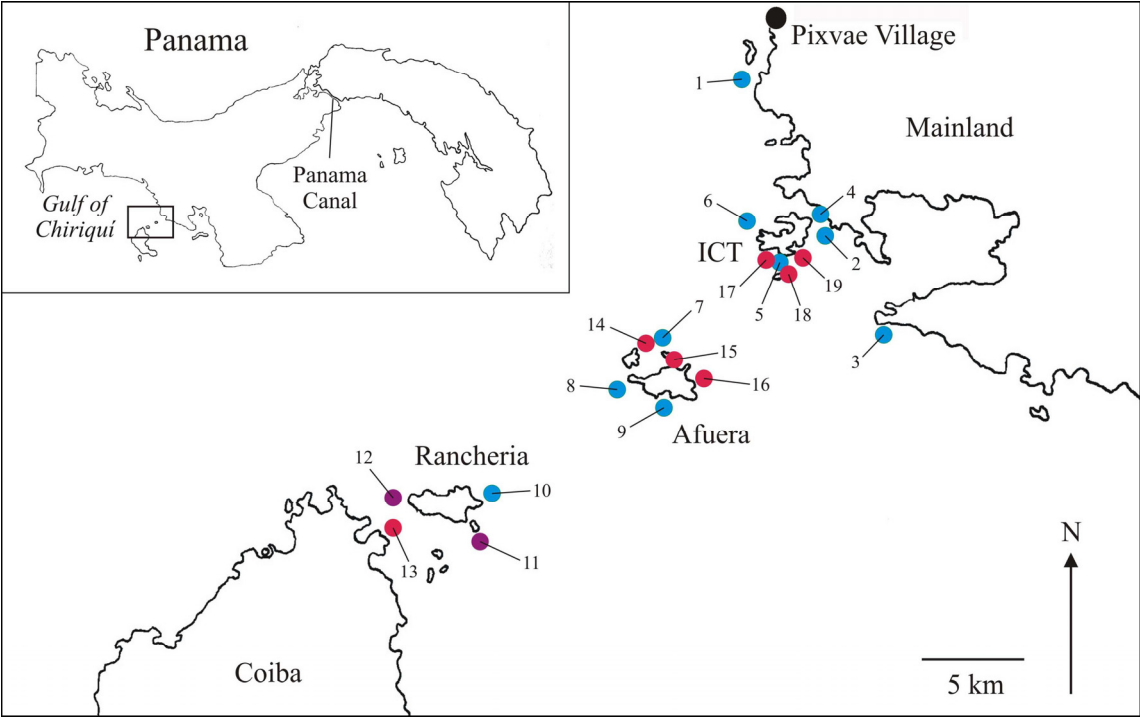 Panama
Panama
Canal
Gulf of
Chiriquí
Pixvae Village
1
Mainland
4
6
ICT
2
17
5
18
19
3
14
7
15
16
8
9
Afuera
Rancheria
12
10
13
11
Coiba
N
5 km